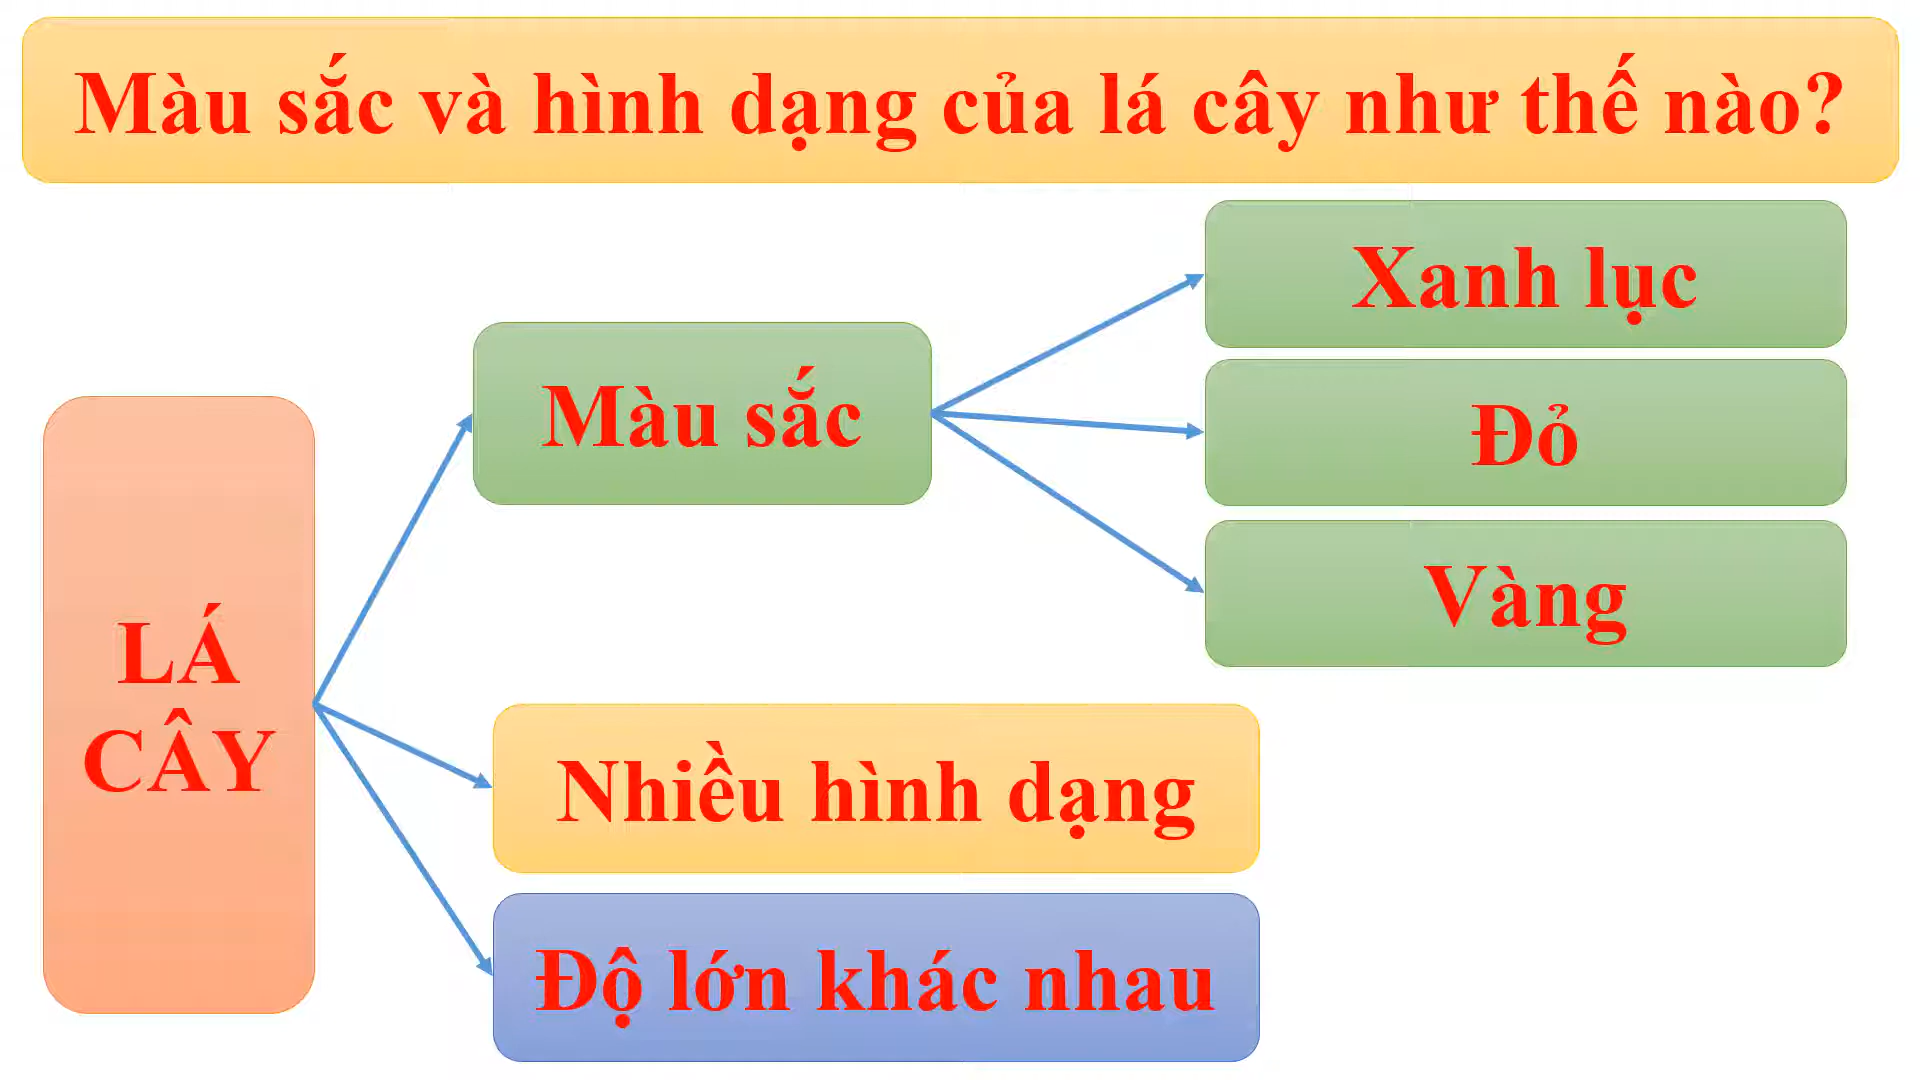 Màu sắc và hình dạng của lá cây như thế nào?
Xanh lục
Màu sắc
Đỏ
Vàng
LÁ
CÂY
Nhiều hình dạng
Độ lớn khác nhau